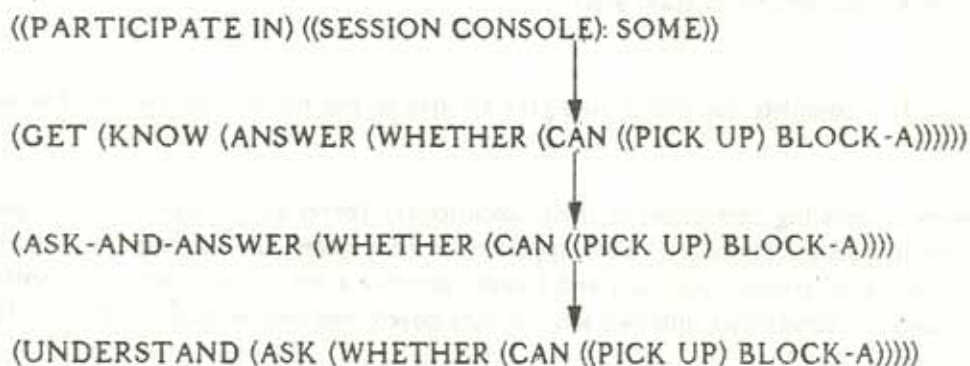 ((PARTICIPATE IN) ((SESSION CONSOLE): SOME))
(GET (KNOW (ANSWER (WHETHER (CAN ((PICK UP) BLOCK-A))))))
(ASK-AND-ANSWER (WHETHER (CAN ((PICK UP) BLOCK-A))))
(UNDERSTAND (ASK (WHETHER (CAN ((PICK UP) BLOCK-A)))))